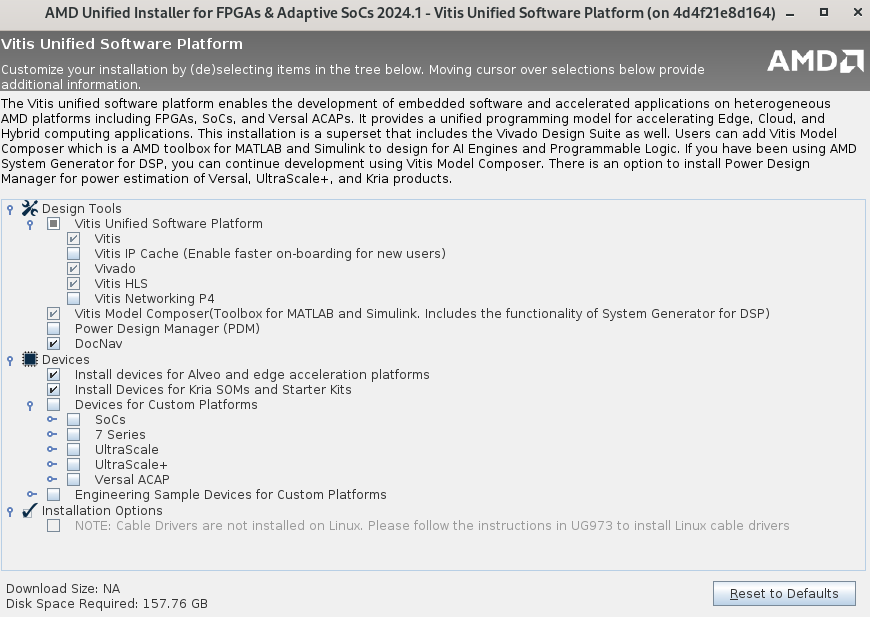 AMD Unified Installer for FPGAs & Adaptive SoCs 2024.1 - Vitis Unified Software Platform (on 4d4f21e8d164)
Vitis Unified Software Platform
Customize your installation by (de)selecting items in the tree below. Moving cursor over selections below provide
additional information.
AMD
The Vitis unified software platform enables the development of embedded software and accelerated applications on heterogeneous
AMD platforms including FPGAs, SoCs, and Versal ACAPs. It provides a unified programming model for accelerating Edge, Cloud, and
Hybrid computing applications. This installation is a superset that includes the Vivado Design Suite as well. Users can add Vitis Model
Composer which is a AMD toolbox for MATLAB and Simulink to design for AI Engines and Programmable Logic. If you have been using AMD
System Generator for DSP, you can continue development using Vitis Model Composer. There is an option to install Power Design
Manager for power estimation of Versal, UltraScale+, and Kria products.
Design Tools
Vitis Unified Software Platform
Vitis
Vitis IP Cache (Enable faster on-boarding for new users)
Vivado
Vitis HLS
Vitis Networking P4
Vitis Model Composer(Toolbox for MATLAB and Simulink. Includes the functionality of System Generator for DSP)
Power Design Manager (PDM)
DocNav
Devices
Install devices for Alveo and edge acceleration platforms
Install Devices for Kria SOMs and Starter Kits
Devices for Custom Platforms
SoCs
7 Series
UltraScale
UltraScale+
Versal ACAP
Engineering Sample Devices for Custom Platforms
Installation Options
NOTE: Cable Drivers are not installed on Linux. Please follow the instructions in UG973 to install Linux cable drivers
Download Size: NA
Disk Space Required: 157.76 GB
Reset to Defaults